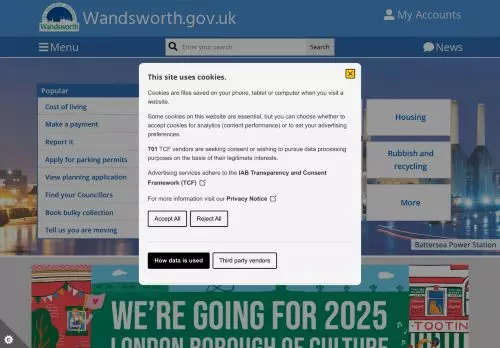 Wandsworth
Wandsworth.gov.uk
My Accounts
Menu
Enter your search
Search
News
Popular
Cost of living
Make a payment
Report it
Apply for parking permits
View planning application
Find your Councillors
Book bulky collection
Tell us you are moving
This site uses cookies.
Cookies are files saved on your phone, tablet or computer when you visit a
website.
Some cookies on this website are essential, but you can choose whether to
accept cookies for analytics (content performance) or to set your advertising
preferences.
701 TCF vendors are seeking consent or wishing to pursue data processing
purposes on the basis of their legitimate interests.
Advertising services adhere to the IAB Transparency and Consent
Framework (TCF)
For more information visit our Privacy Notice
Accept All
Reject All
How data is used
Third party vendors
Housing
Rubbish and
recycling
More
Battersea Power Station
WE'RE GOING FOR 2025
LONDON BOROUGH OF CULTURE
TOOTIN